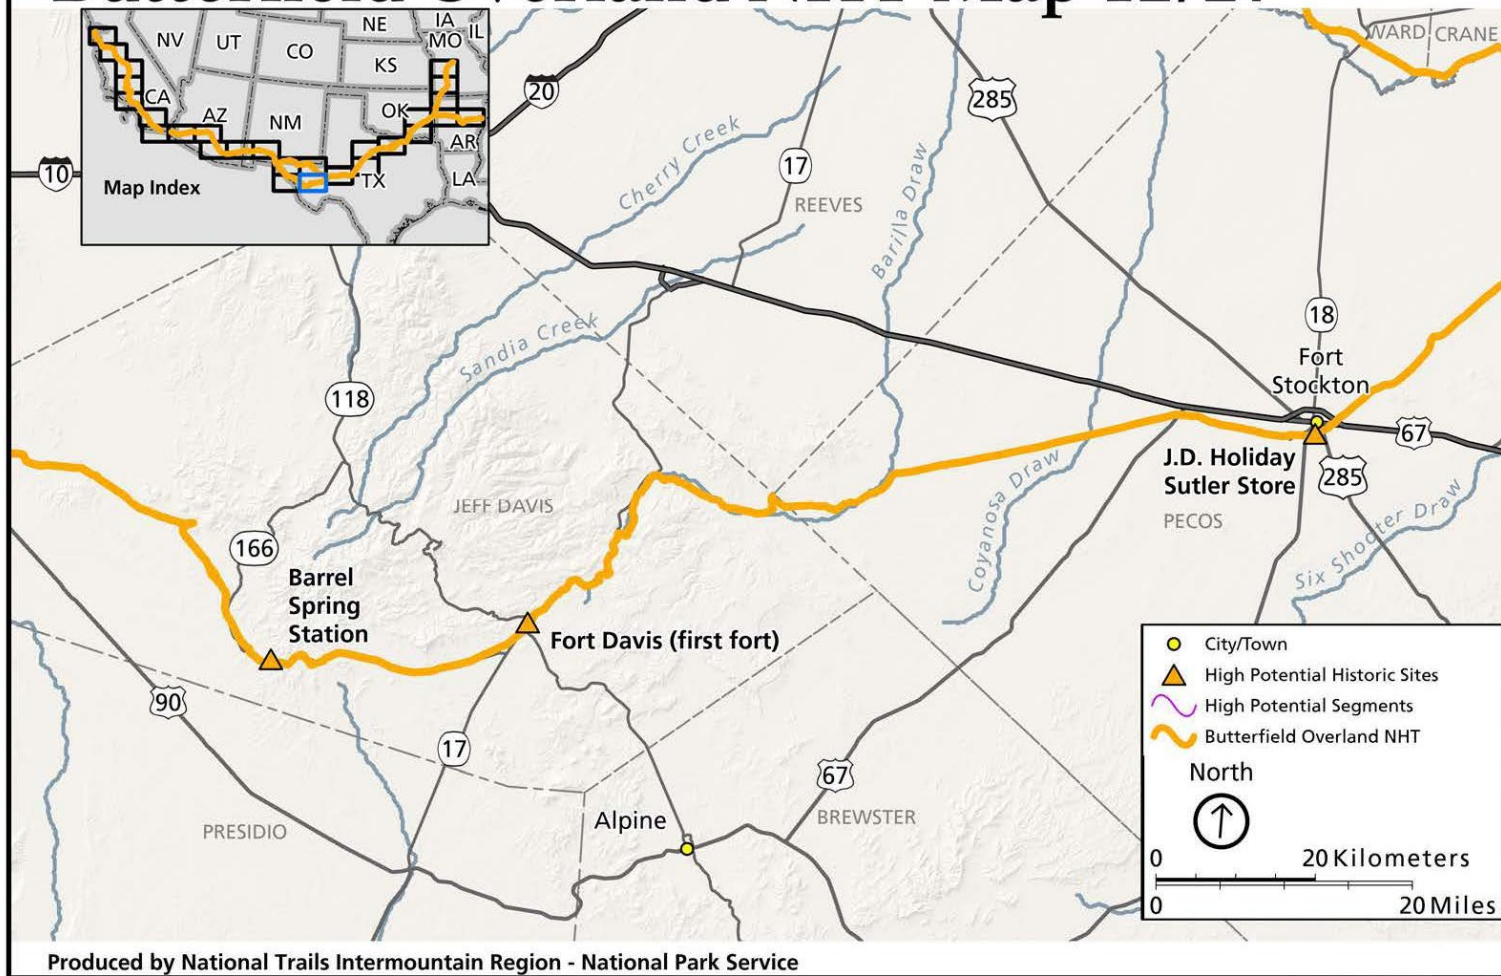 Butterfield Overland NHT Map
NE
IA
IL
NV
UT
CO
MO
KS
CA
AZ
NM
OK
AR
TX
LA
Map Index
10
20
285
17
WARD
CRANE
Cherry Creek
REEVES
Barilla Draw
18
Sandia Creek
Fort
Stockton
118
67
J.D. Holiday
Sutler Store
285
JEFF DAVIS
PECOS
Coyanosa Draw
Six Shooter Draw
166
Barrel
Spring
Station
Fort Davis (first fort)
90
17
67
Alpine
PRESIDIO
BREWSTER
City/Town
High Potential Historic Sites
High Potential Segments
Butterfield Overland NHT
North
0 20 Kilometers
0 20 Miles
Produced by National Trails Intermountain Region - National Park Service